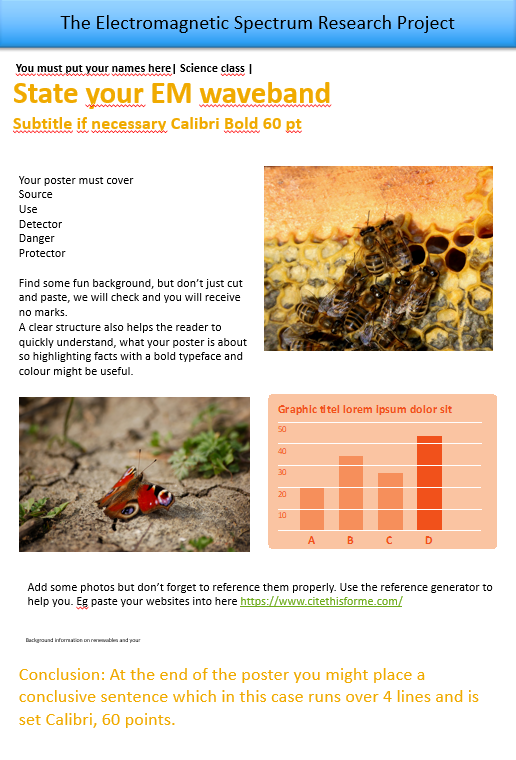 The Electromagnetic Spectrum Research Project
You must put your names here| Science class |
State your EM waveband
Subtitle if necessary Calibri Bold 60 pt
Your poster must cover
Source
Use
Detector
Danger
Protector
Find some fun background, but don't just cut
and paste, we will check and you will receive
no marks.
A clear structure also helps the reader to
quickly understand, what your poster is about
so highlighting facts with a bold typeface and
colour might be useful.
Graphic titel lorem ipsum dolor sit
50
40
30
20
10
A B C D
Add some photos but don't forget to reference them properly. Use the reference generator to
help you. Eg paste your websites into here https://www.citethisforme.com/
Background information on renewables and your
Conclusion: At the end of the poster you might place a
conclusive sentence which in this case runs over 4 lines and is
set Calibri, 60 points.